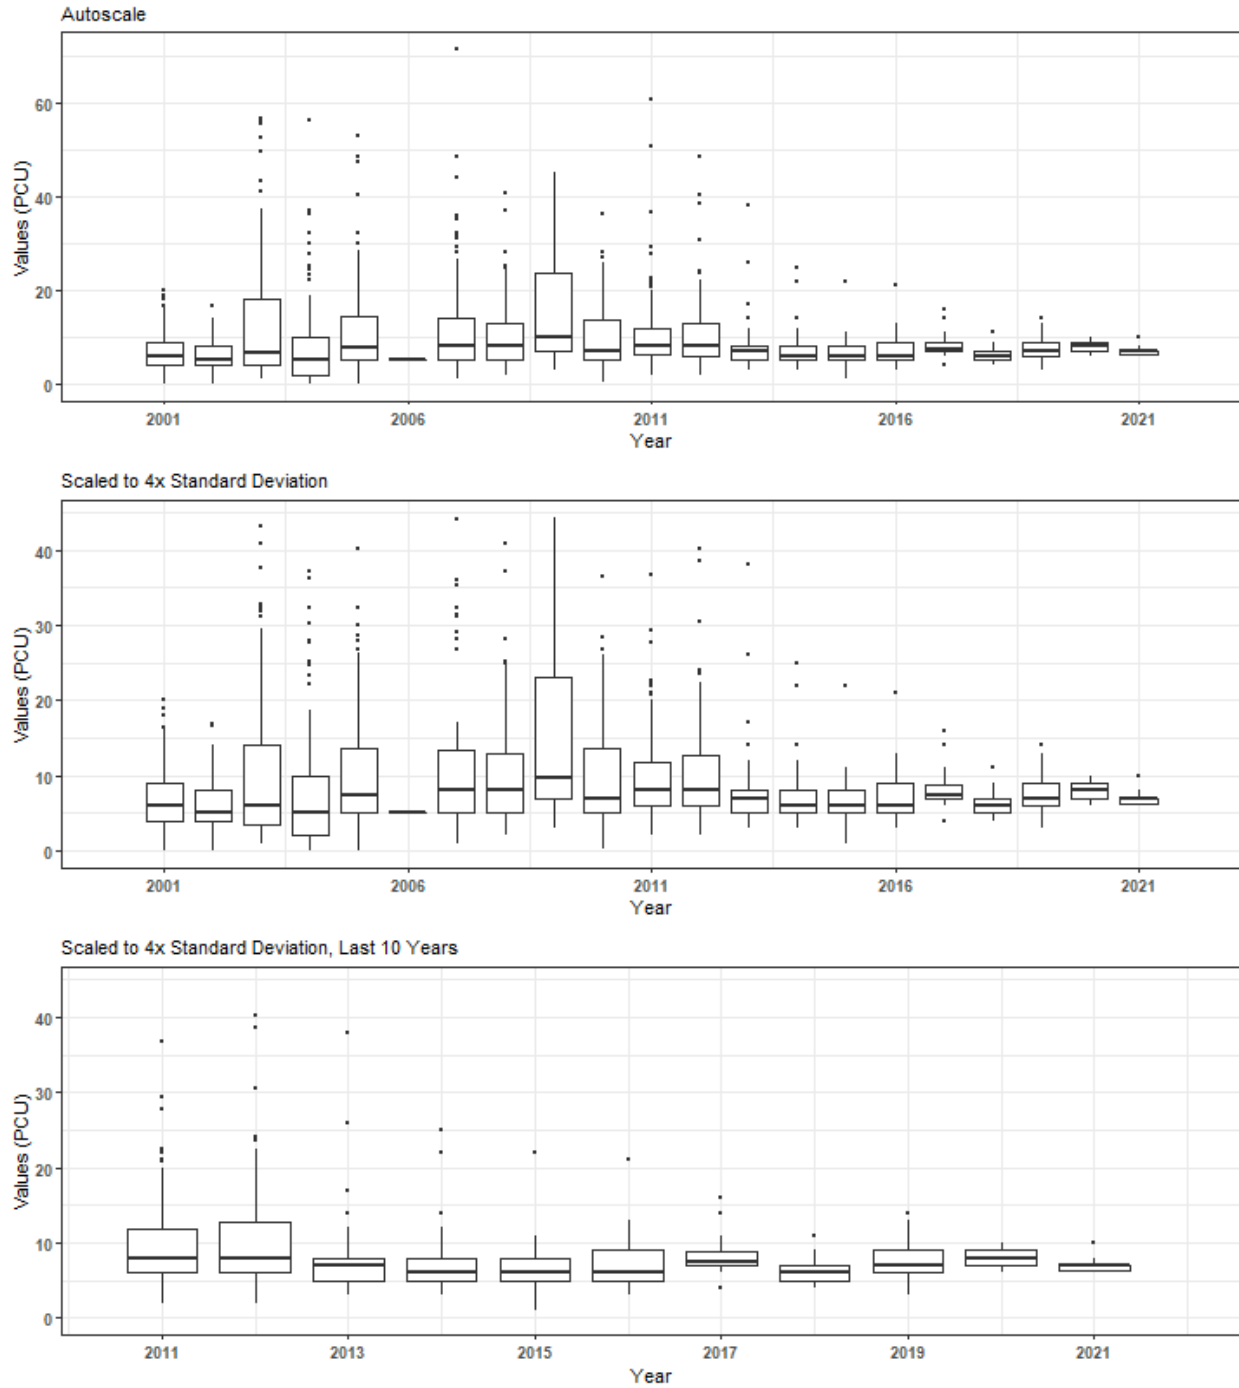 Autoscale
Values (PCU)
60
40
20
0
2001 2006 2011 2016 2021
Year
Scaled to 4x Standard Deviation
Values (PCU)
40
30
20
10
0
2001 2006 2011 2016 2021
Year
Scaled to 4x Standard Deviation, Last 10 Years
Values (PCU)
40
30
20
10
0
2011 2013 2015 2017 2019 2021
Year